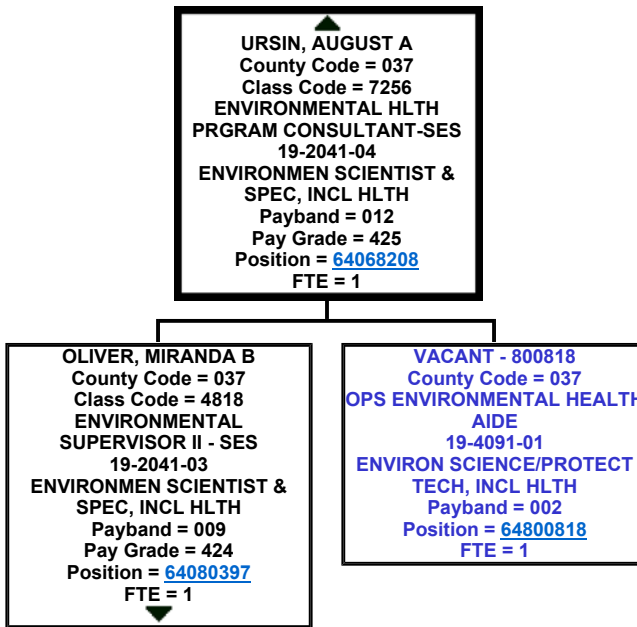 URSIN, AUGUST A
County Code = 037
Class Code = 7256
ENVIRONMENTAL HLTH
PRGRAM CONSULTANT-SES
19-2041-04
ENVIRONMEN SCIENTIST &
SPEC, INCL HLTH
Payband = 012
Pay Grade = 425
Position = 64068208
FTE = 1
OLIVER, MIRANDA B
County Code = 037
Class Code = 4818
ENVIRONMENTAL
SUPERVISOR II - SES
19-2041-03
ENVIRONMEN SCIENTIST &
SPEC, INCL HLTH
Payband = 009
Pay Grade = 424
Position = 64080397
FTE = 1
VACANT - 800818
County Code = 037
OPS ENVIRONMENTAL HEALTH
AIDE
19-4091-01
ENVIRON SCIENCE/PROTECT
TECH, INCL HLTH
Payband = 002
Position = 64800818
FTE = 1